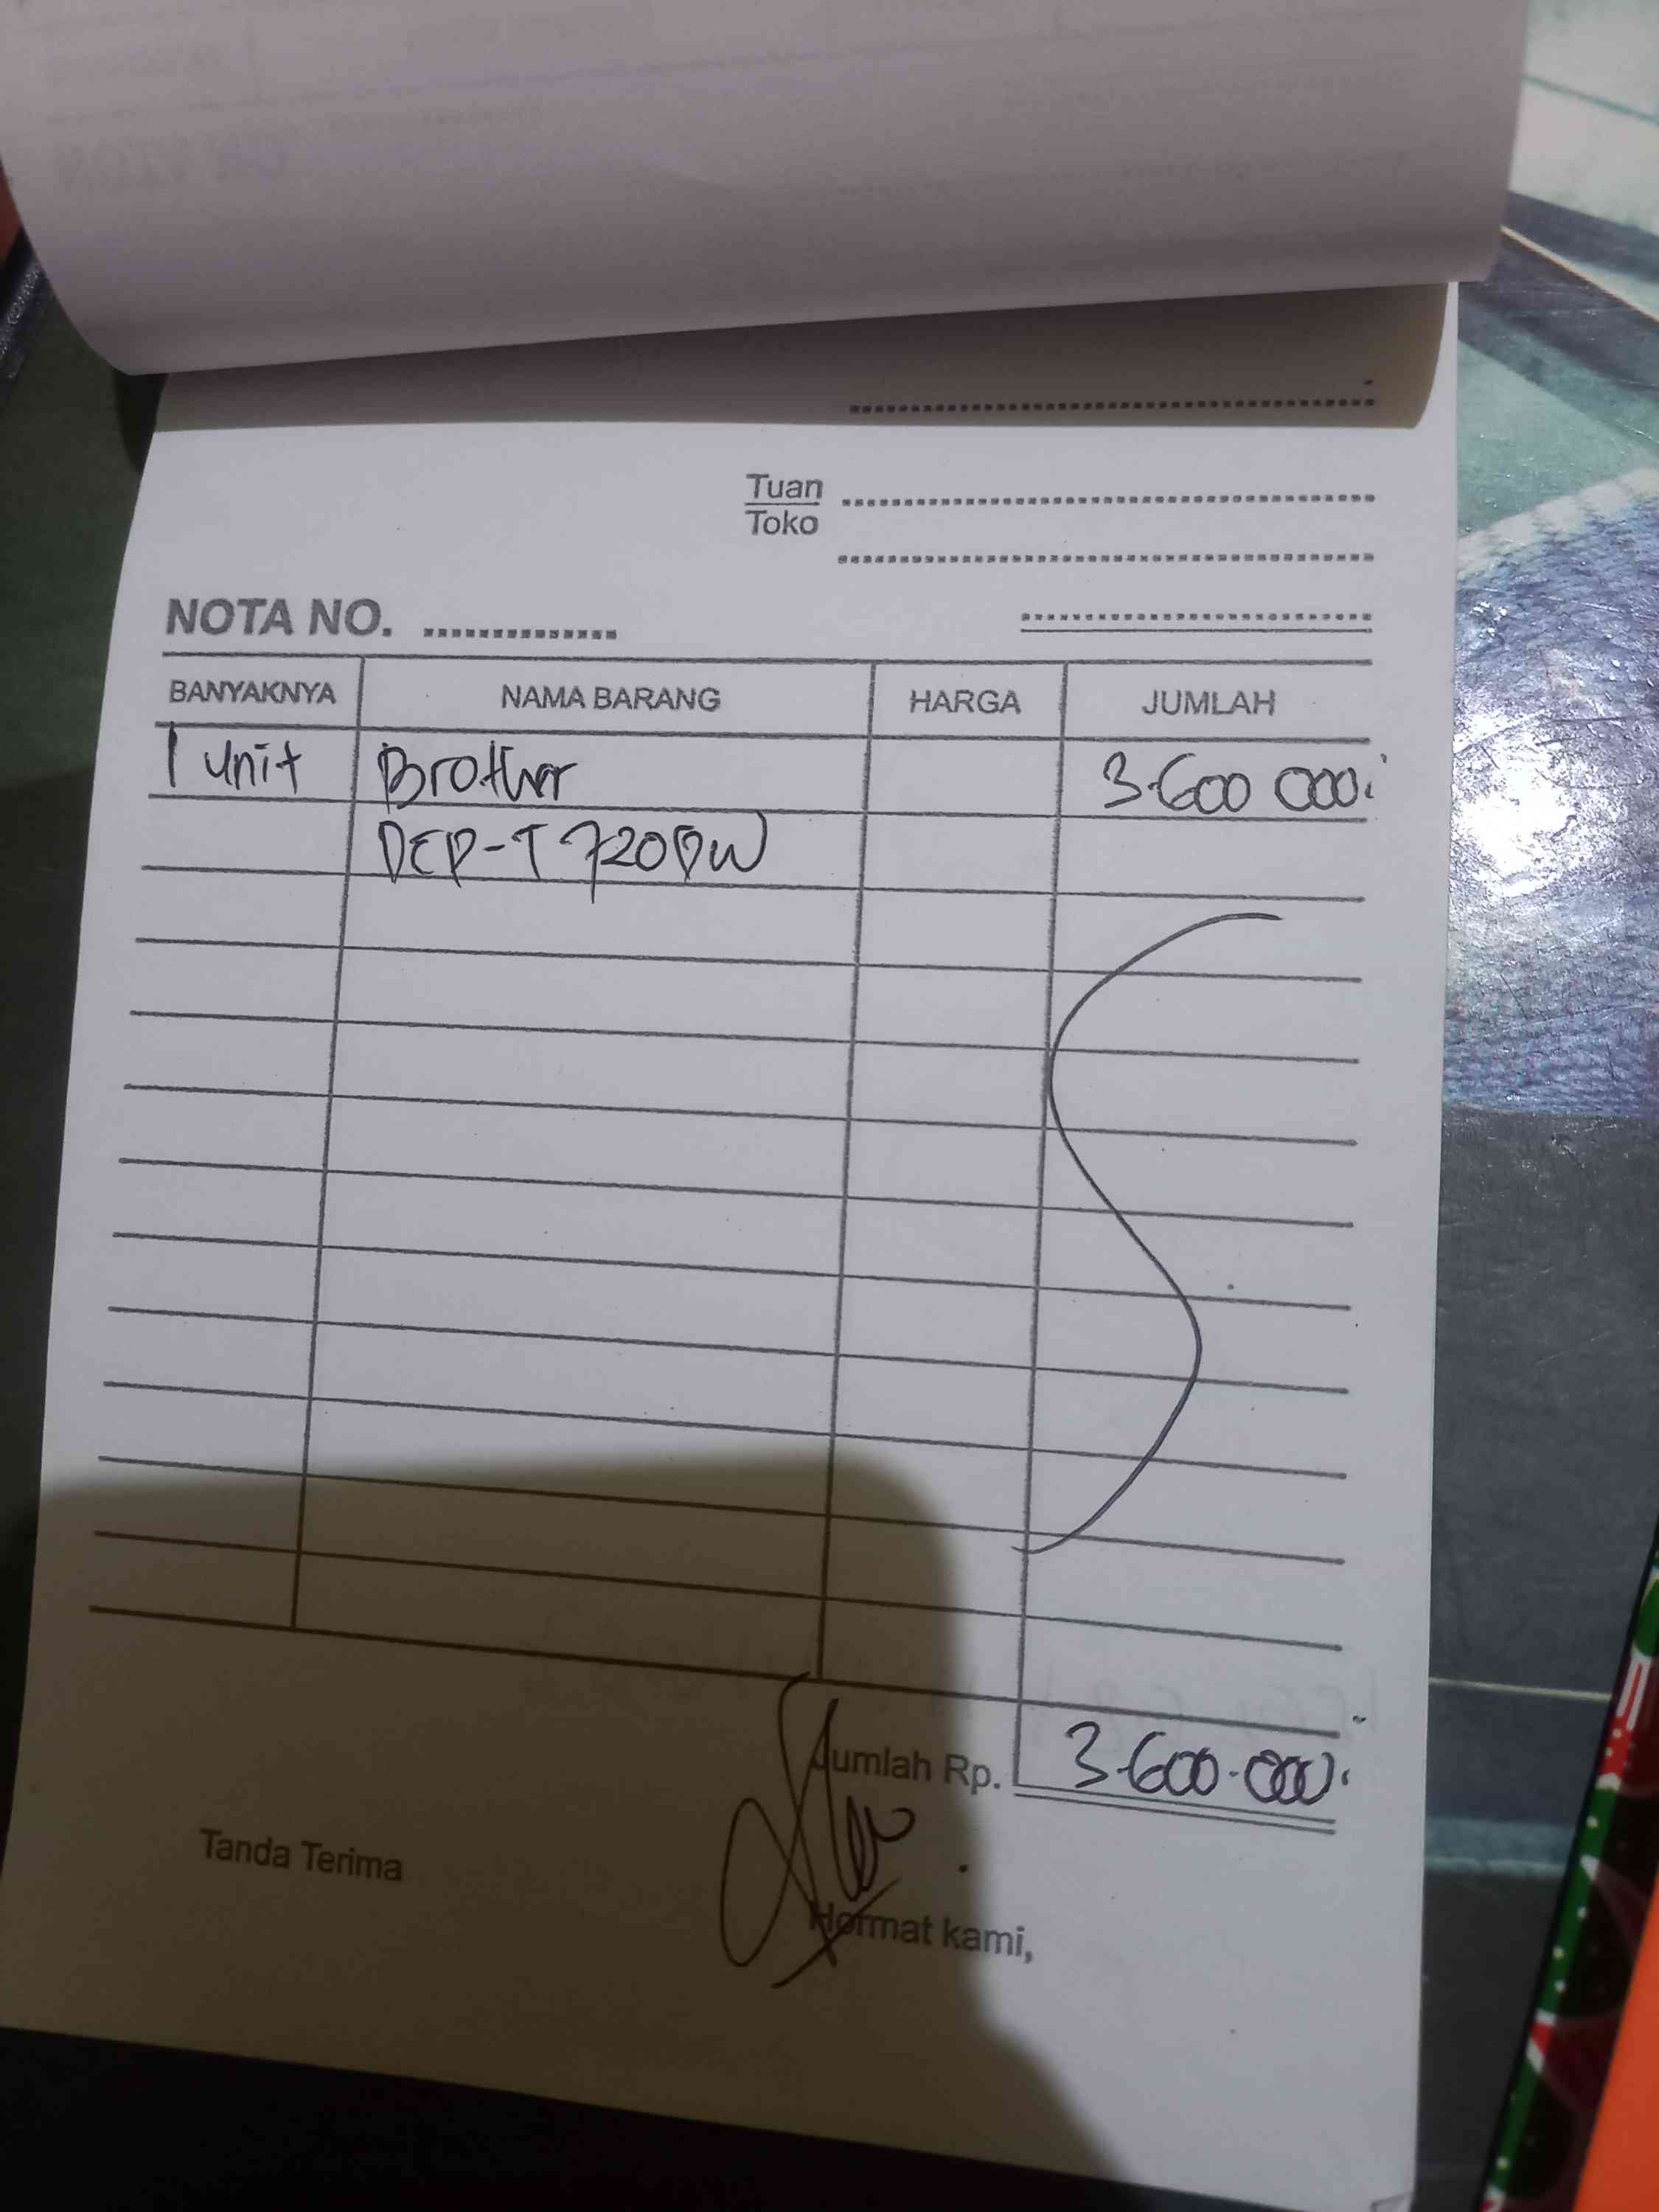 Tuan
Toko
NOTA NO.
BANYAKNYA NAMA BARANG HARGA JUMLAH
1 unit Brother 3.600 000,-
DCP-T720DW
Jumlah Rp. 3.600.000,-
Tanda Terima
Hormat kami,